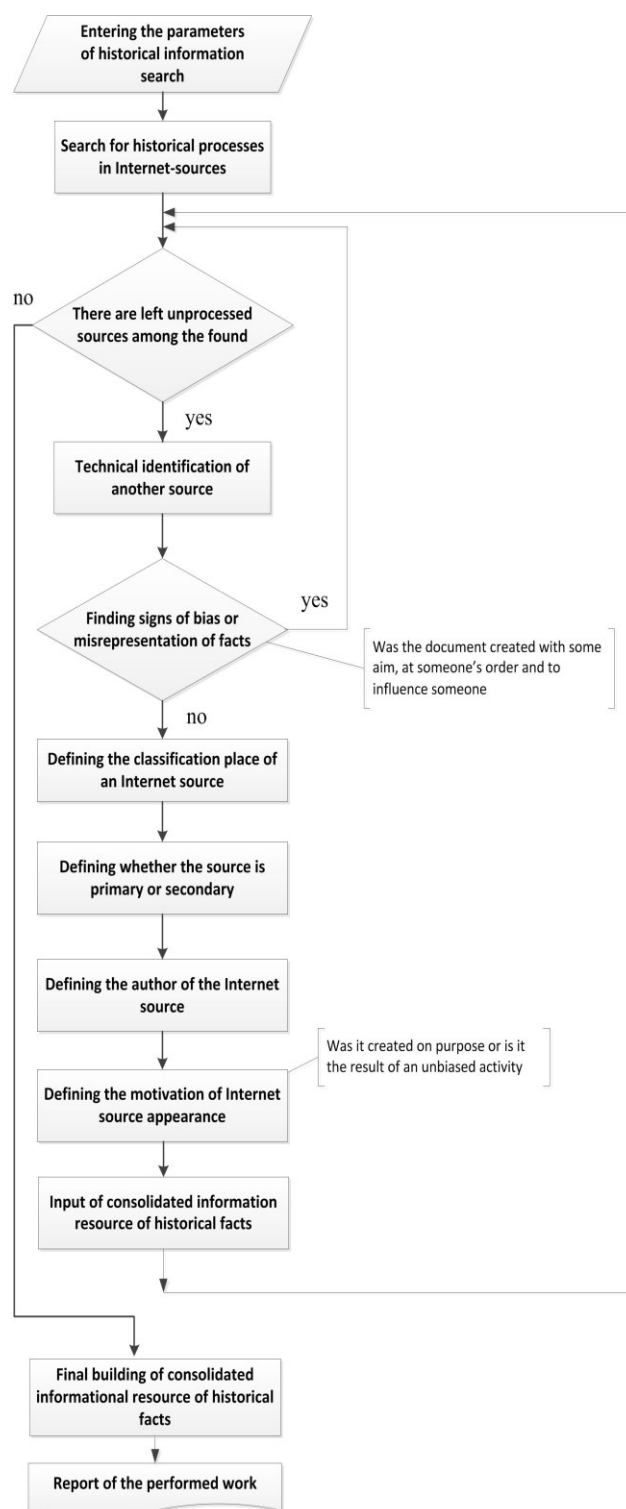 Entering the parameters
of historical information
search
Search for historical processes
in Internet-sources
no
There are left unprocessed
sources among the found
yes
Technical identification of
another source
Finding signs of bias or
misrepresentation of facts
yes
Was the document created with some
aim, at someone's order and to
influence someone
no
Defining the classification place of
an Internet source
Defining whether the source is
primary or secondary
Defining the author of the Internet
source
Was it created on purpose or is it
the result of an unbiased activity
Defining the motivation of Internet
source appearance
Input of consolidated information
resource of historical facts
Final building of consolidated
informational resource of historical
facts
Report of the performed work